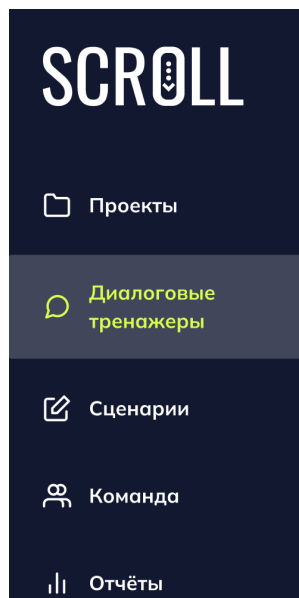 SCROLL
Проекты
Диалоговые
тренажеры
Сценарии
Команда
Отчёты